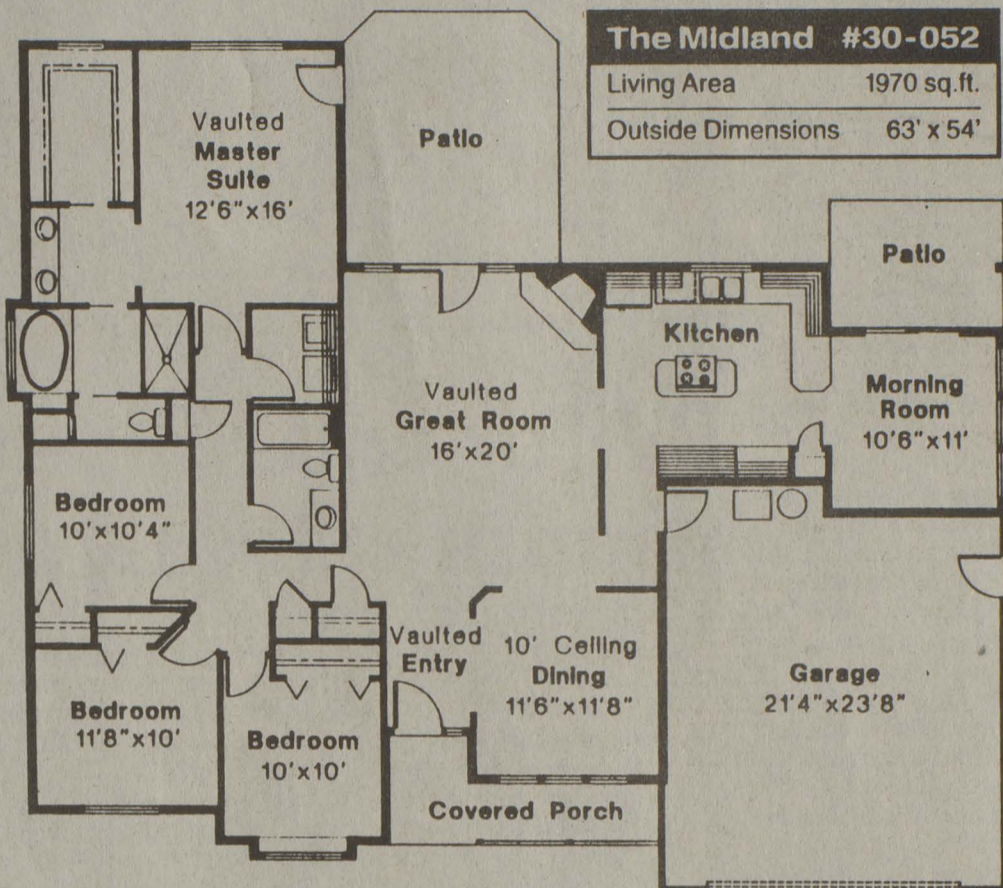 The Midland #30-052
Living Area 1970 sq.ft.
Outside Dimensions 63' x 54'
Vaulted
Master
Suite
12'6"x16'
Patio
Patio
Kitchen
Morning
Room
10'6"x11'
Vaulted
Great Room
16'x20'
Bedroom
10'x10'4"
Vaulted
Entry
10' Ceiling
Dining
11'6"x11'8"
Garage
21'4"x23'8"
Bedroom
11'8"x10'
Bedroom
10'x10'
Covered Porch